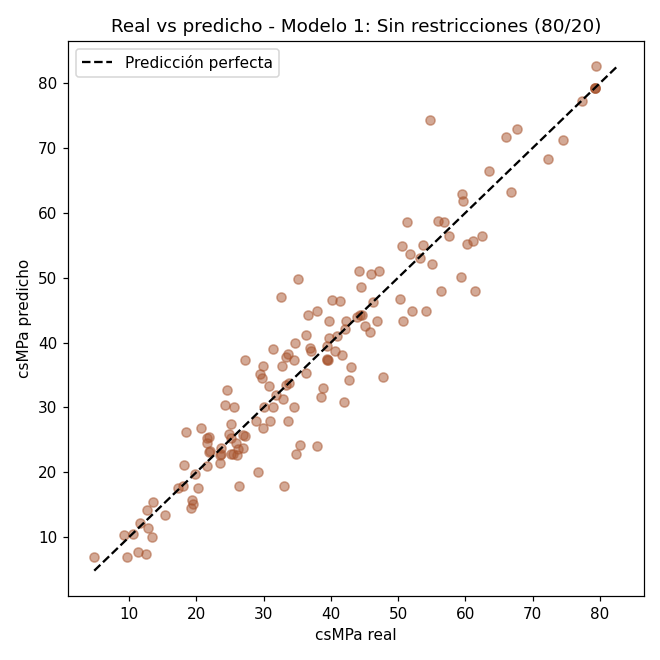 Real vs predicho - Modelo 1: Sin restricciones (80/20)
Predicción perfecta
80
70
60
50
40
30
20
10
csMPa predicho
10 20 30 40 50 60 70 80
csMPa real